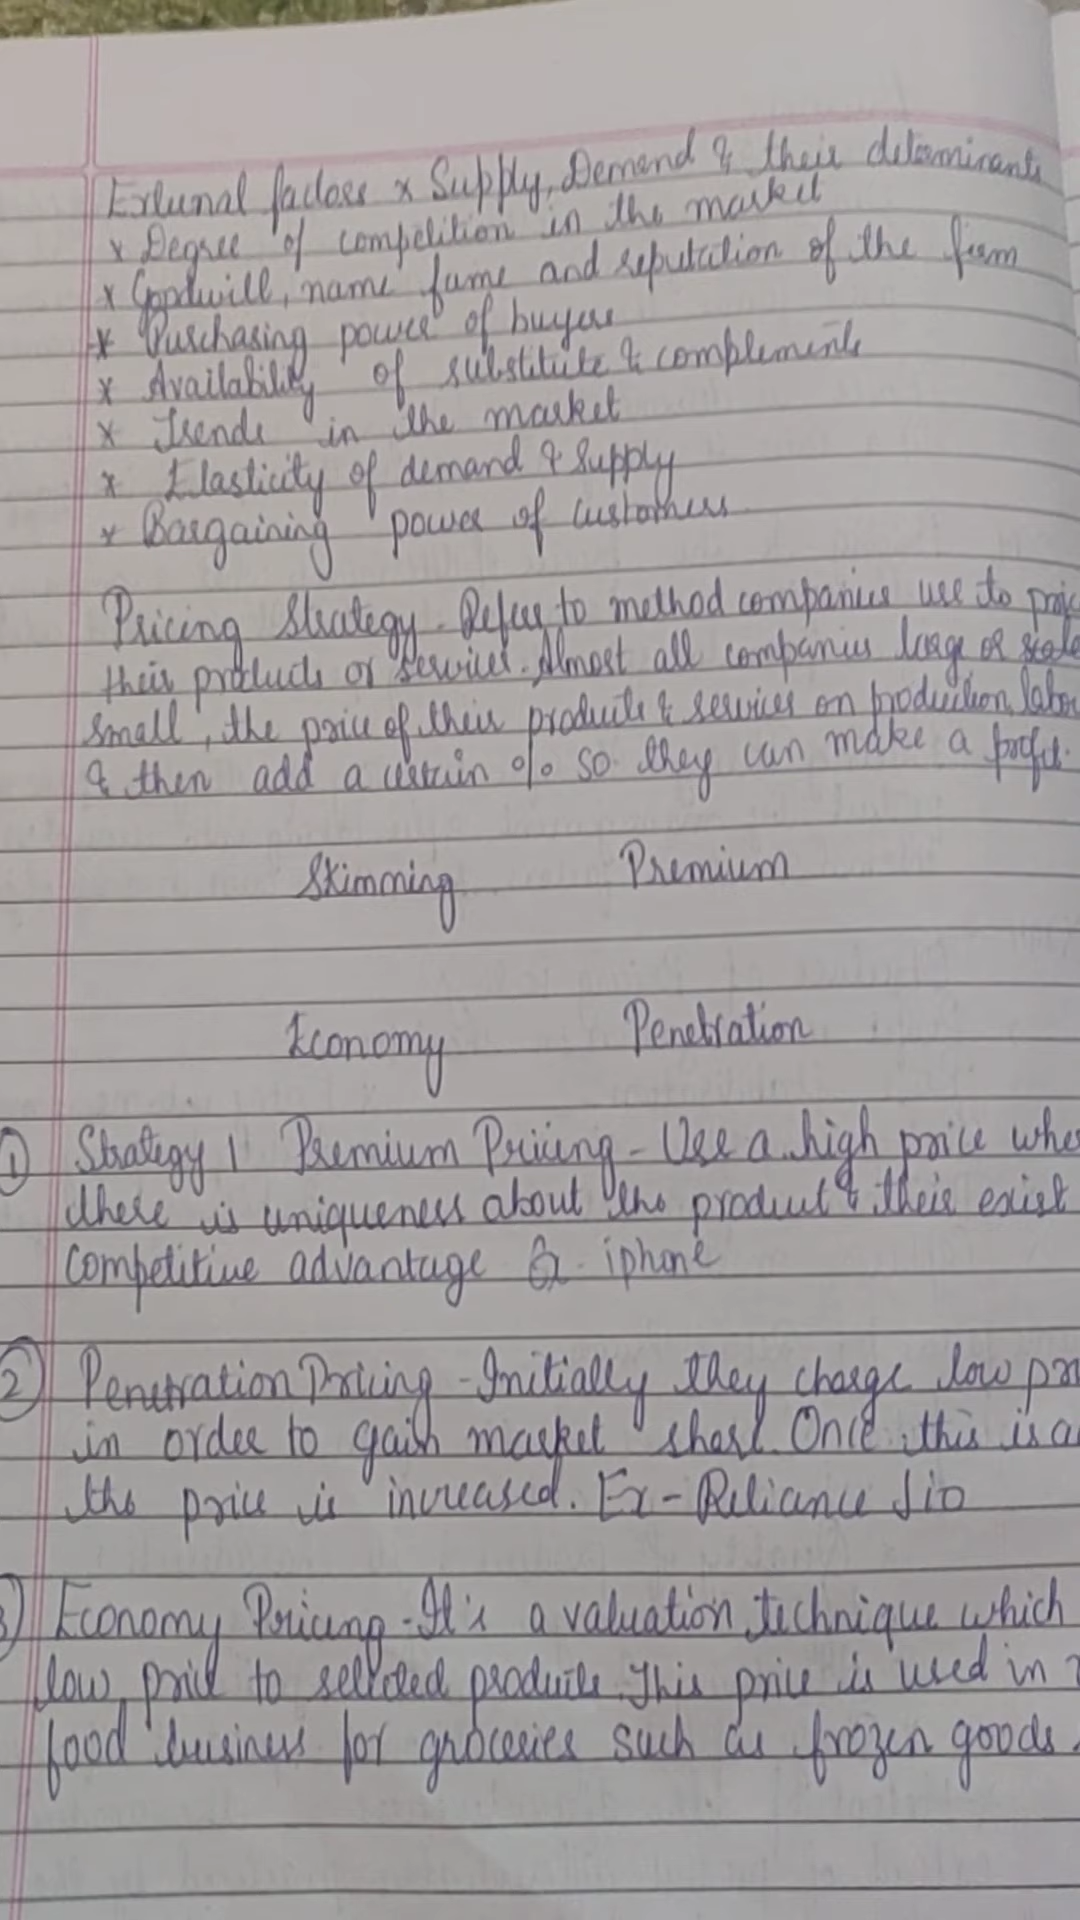 External factors x Supply, Demand & their determinants
x Degree of competition in the market
x Goodwill, name fame and reputation of the firm
x Purchasing power of buyers
x Availability of substitute & complements
x Trends in the market
x Elasticity of demand & supply
x Bargaining power of customers
Pricing Strategy - Refers to method companies use to
their products or services. Almost all companies large or
small, the price of their products & services on production,
& then add a certain % so they can make a profit.
Skimming Premium
Economy Penetration
① Strategy 1 Premium Pricing - Use a high price
there is uniqueness about the product & their exist
competitive advantage Ex. iphone
② Penetration Pricing - Initially they charge low
in order to gain market share. Once this is
the price is increased. Ex - Reliance Jio
Economy Pricing - It's a valuation technique which
low price to selected products. This price is used in
food business for groceries such as frozen goods.